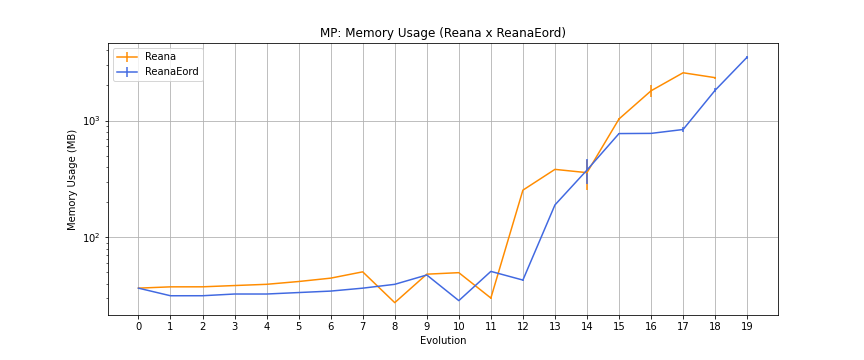 MP: Memory Usage (Reana x ReanaEord)
Reana
ReanaEord
Memory Usage (MB)
10³
10²
0 1 2 3 4 5 6 7 8 9 10 11 12 13 14 15 16 17 18 19
Evolution